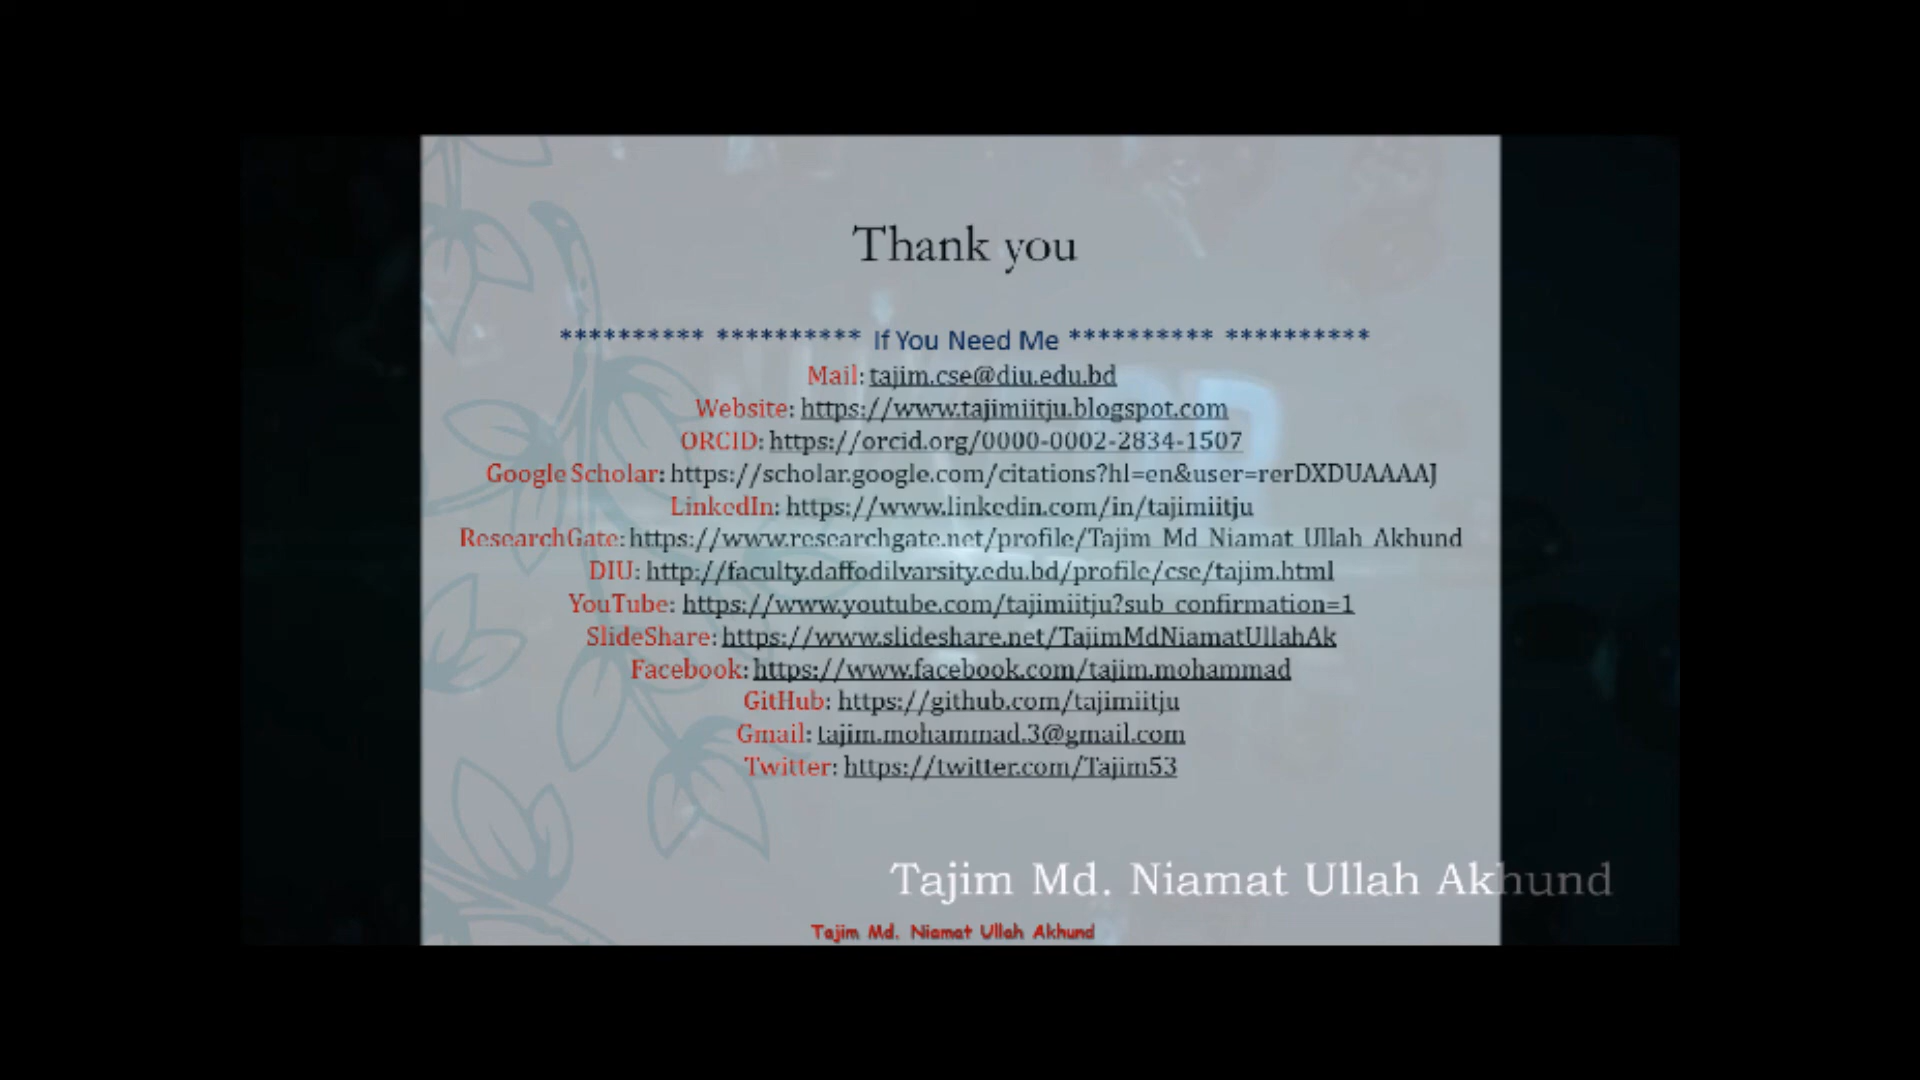 Thank you
********** ********** If You Need Me ********** **********
Mail: tajim.cse@diu.edu.bd
Website: https://www.tajimiitju.blogspot.com
ORCID: https://orcid.org/0000-0002-2834-1507
Google Scholar: https://scholar.google.com/citations?hl=en&user=rerDXDUAAAAJ
LinkedIn: https://www.linkedin.com/in/tajimiitju
ResearchGate: https://www.researchgate.net/profile/Tajim_Md_Niamat_Ullah_Akhund
DIU: http://faculty.daffodilvarsity.edu.bd/profile/cse/tajim.html
YouTube: https://www.youtube.com/tajimiitju?sub_confirmation=1
SlideShare: https://www.slideshare.net/TajimMdNiamatUllahAk
Facebook: https://www.facebook.com/tajim.mohammad
GitHub: https://github.com/tajimiitju
Gmail: tajim.mohammad.3@gmail.com
Twitter: https://twitter.com/Tajim53
Tajim Md. Niamat Ullah Akhund
Tajim Md. Niamat Ullah Akhund